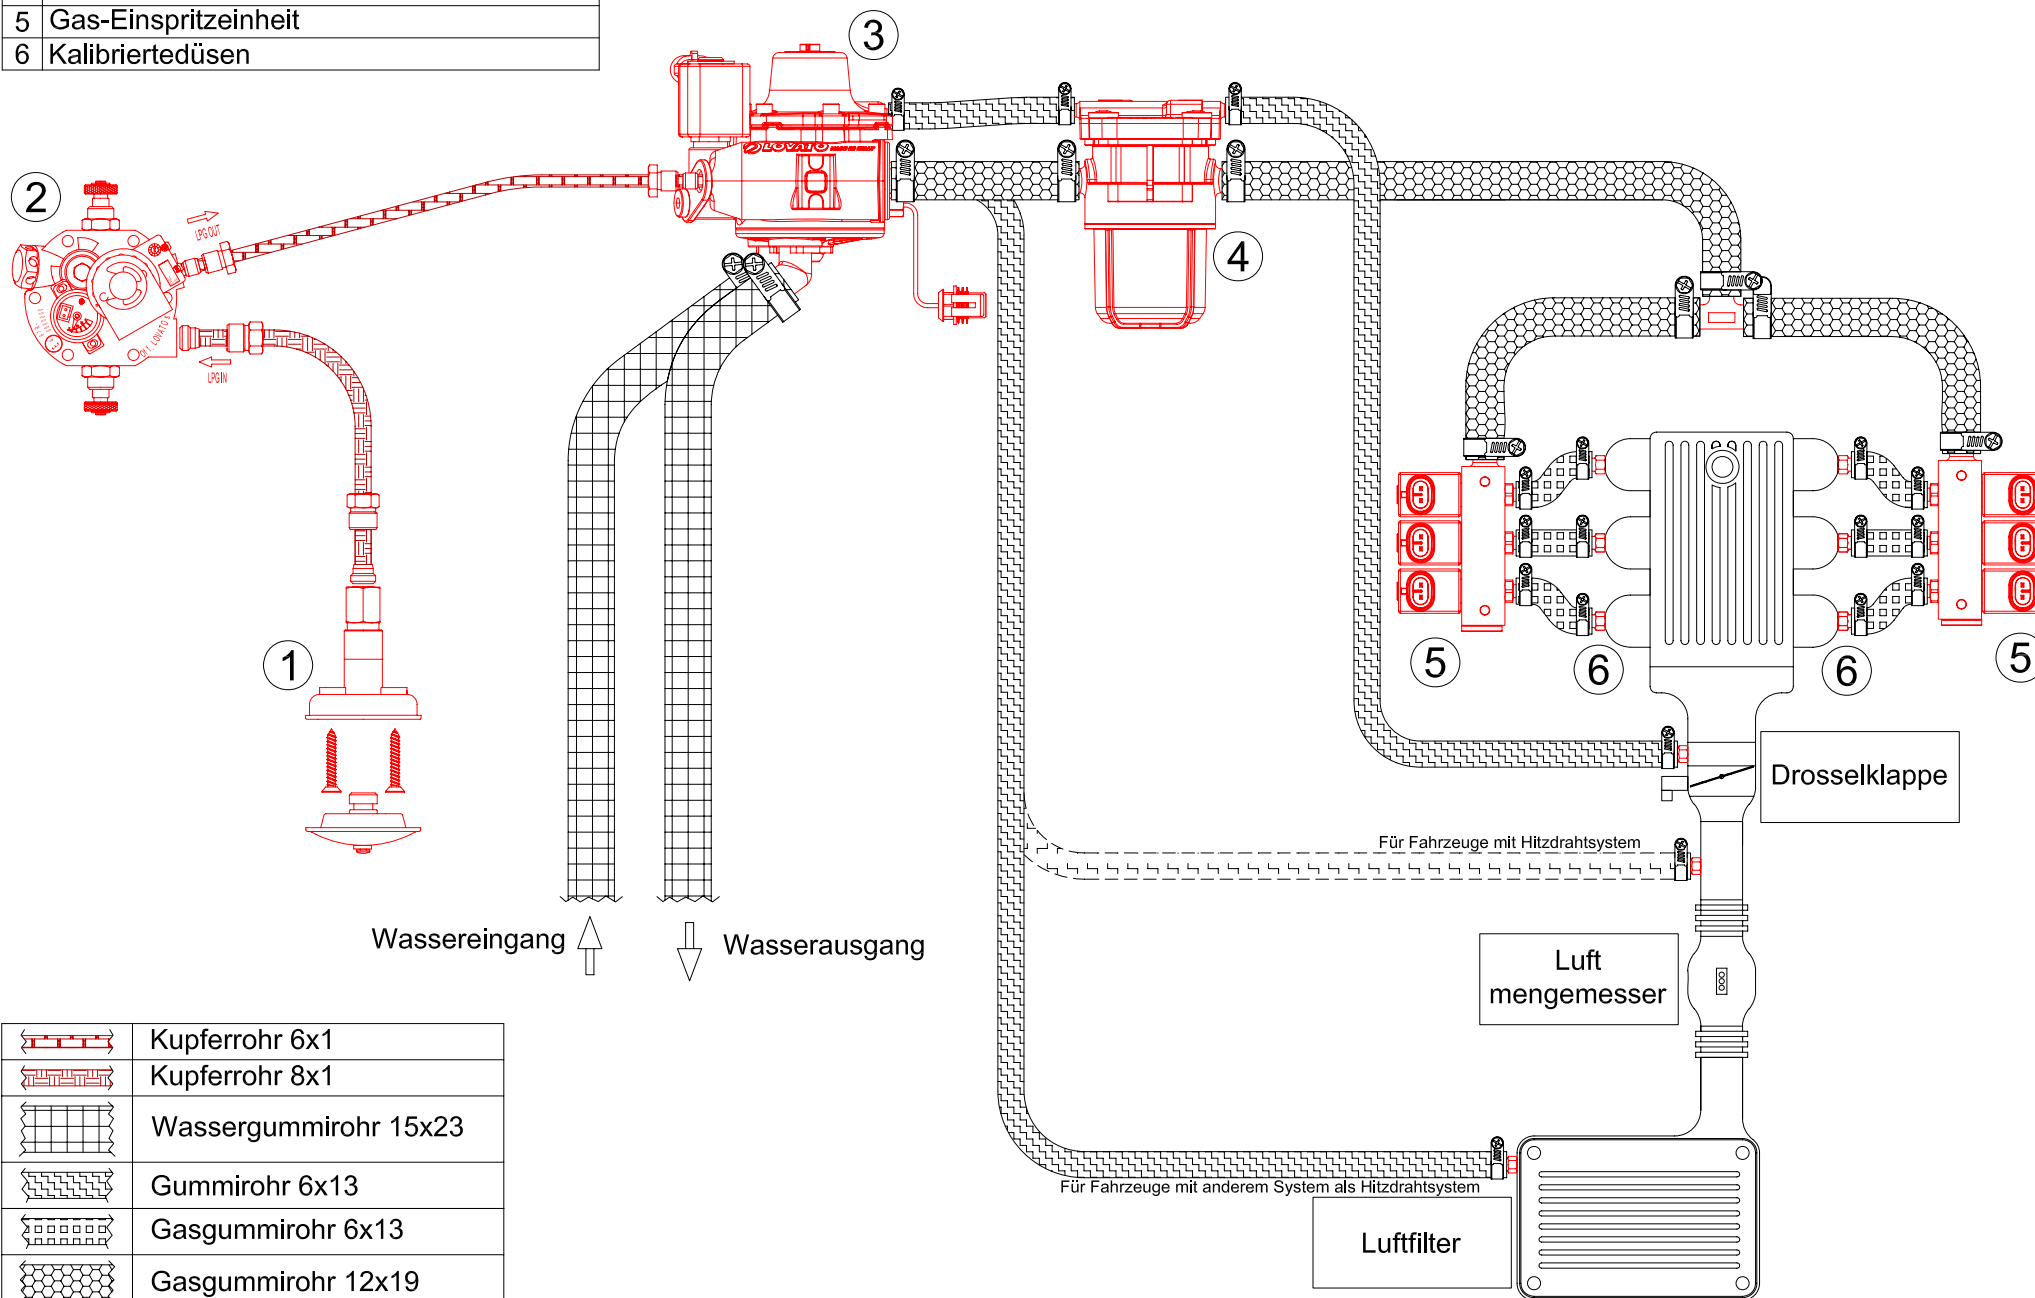 5 Gas-Einspritzeinheit
6 Kalibriertedüsen
3
LOVATO
2
LPG OUT
LPG IN
4
1
5
6
6
5
Drosselklappe
Für Fahrzeuge mit Hitzdrahtsystem
Wassereingang
Wasserausgang
Luft
mengemesser
Kupferrohr 6x1
Kupferrohr 8x1
Wassergummirohr 15x23
Gummirohr 6x13
Gasgummirohr 6x13
Gasgummirohr 12x19
Für Fahrzeuge mit anderem System als Hitzdrahtsystem
Luftfilter